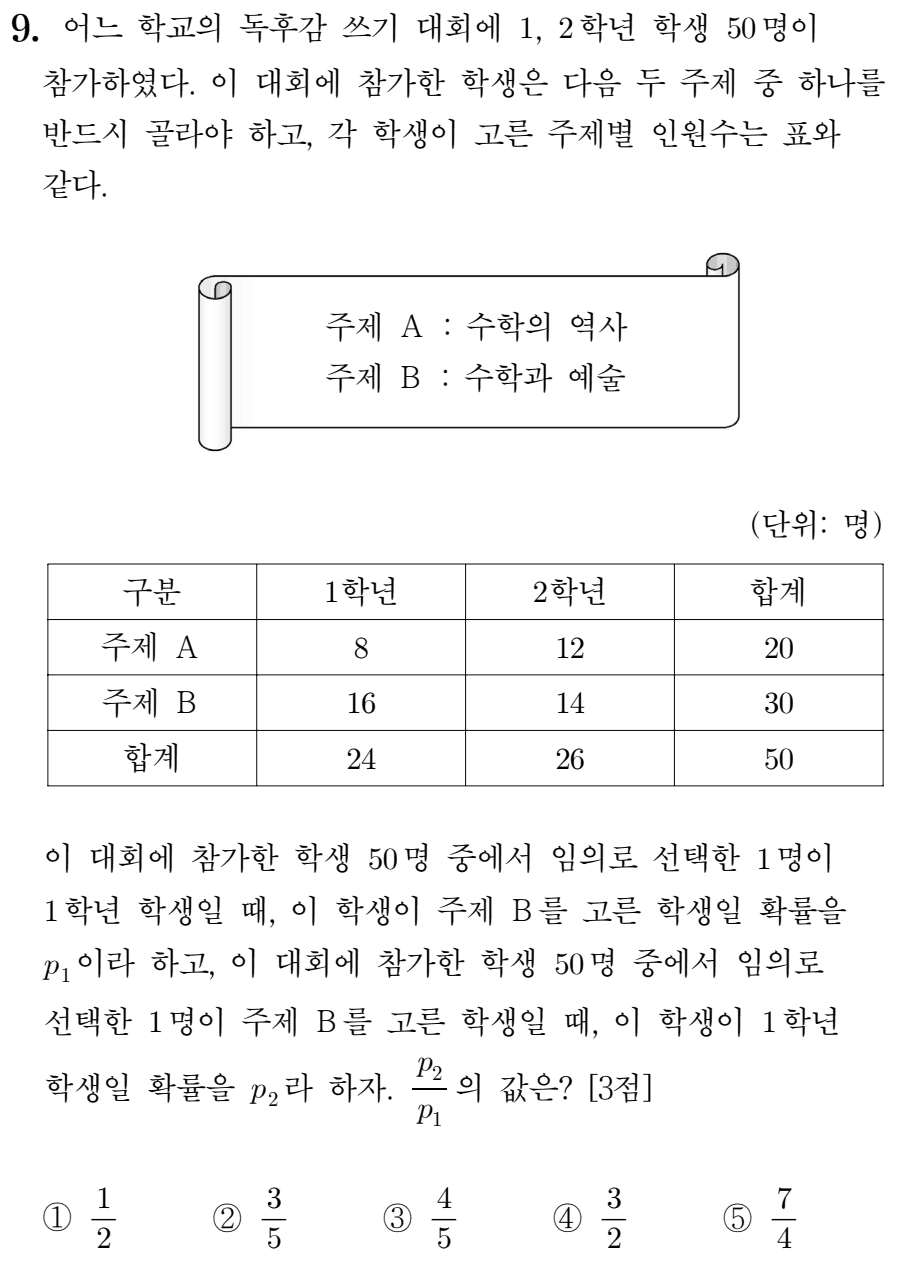 9. 어느 학교의 독후감 쓰기 대회에 1, 2학년 학생 50명이
참가하였다. 이 대회에 참가한 학생은 다음 두 주제 중 하나를
반드시 골라야 하고, 각 학생이 고른 주제별 인원수는 표와
같다.
주제 A : 수학의 역사
주제 B : 수학과 예술
(단위: 명)
구분 1학년 2학년 합계
주제 A 8 12 20
주제 B 16 14 30
합계 24 26 50
이 대회에 참가한 학생 50명 중에서 임의로 선택한 1명이
1학년 학생일 때, 이 학생이 주제 B를 고른 학생일 확률을
p₁이라 하고, 이 대회에 참가한 학생 50명 중에서 임의로
선택한 1명이 주제 B를 고른 학생일 때, 이 학생이 1학년
학생일 확률을 p₂라 하자. p₂/p₁의 값은? [3점]
① 1/2 ② 3/5 ③ 4/5 ④ 3/2 ⑤ 7/4